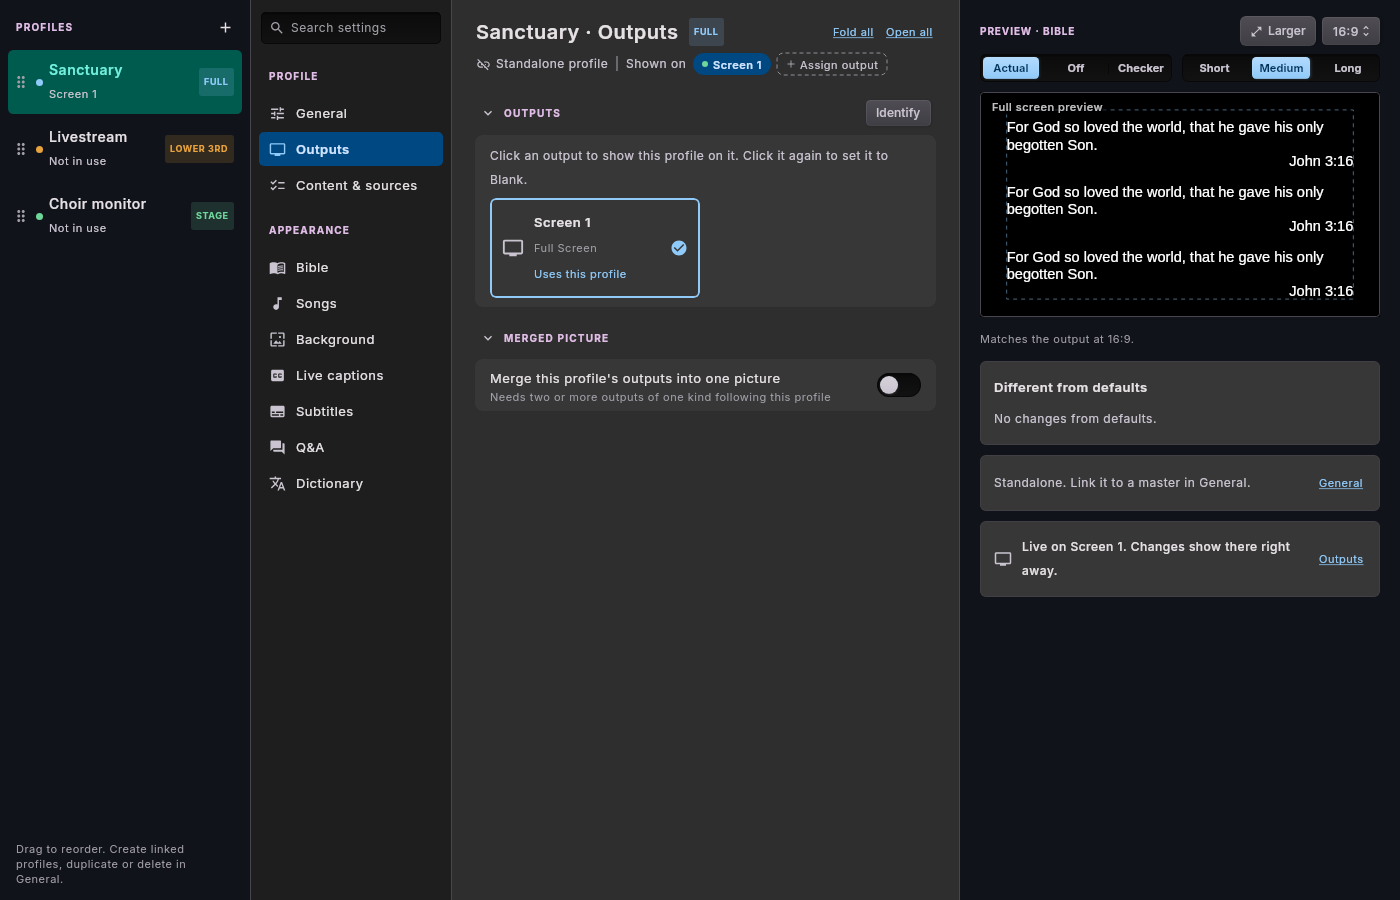 PROFILES
Sanctuary
Screen 1
FULL
Livestream
Not in use
LOWER 3RD
Choir monitor
Not in use
STAGE
Drag to reorder. Create linked
profiles, duplicate or delete in
General.
Search settings
PROFILE
General
Outputs
Content & sources
APPEARANCE
Bible
Songs
Background
Live captions
Subtitles
Q&A
Dictionary
Sanctuary · Outputs
FULL
Fold all
Open all
Standalone profile | Shown on
Screen 1
+ Assign output
OUTPUTS
Identify
Click an output to show this profile on it. Click it again to set it to
Blank.
Screen 1
Full Screen
Uses this profile
MERGED PICTURE
Merge this profile's outputs into one picture
Needs two or more outputs of one kind following this profile
PREVIEW · BIBLE
Larger
16:9
Actual
Off
Checker
Short
Medium
Long
Full screen preview
For God so loved the world, that he gave his only
begotten Son.
John 3:16
For God so loved the world, that he gave his only
begotten Son.
John 3:16
For God so loved the world, that he gave his only
begotten Son.
John 3:16
Matches the output at 16:9.
Different from defaults
No changes from defaults.
Standalone. Link it to a master in General.
General
Live on Screen 1. Changes show there right
away.
Outputs